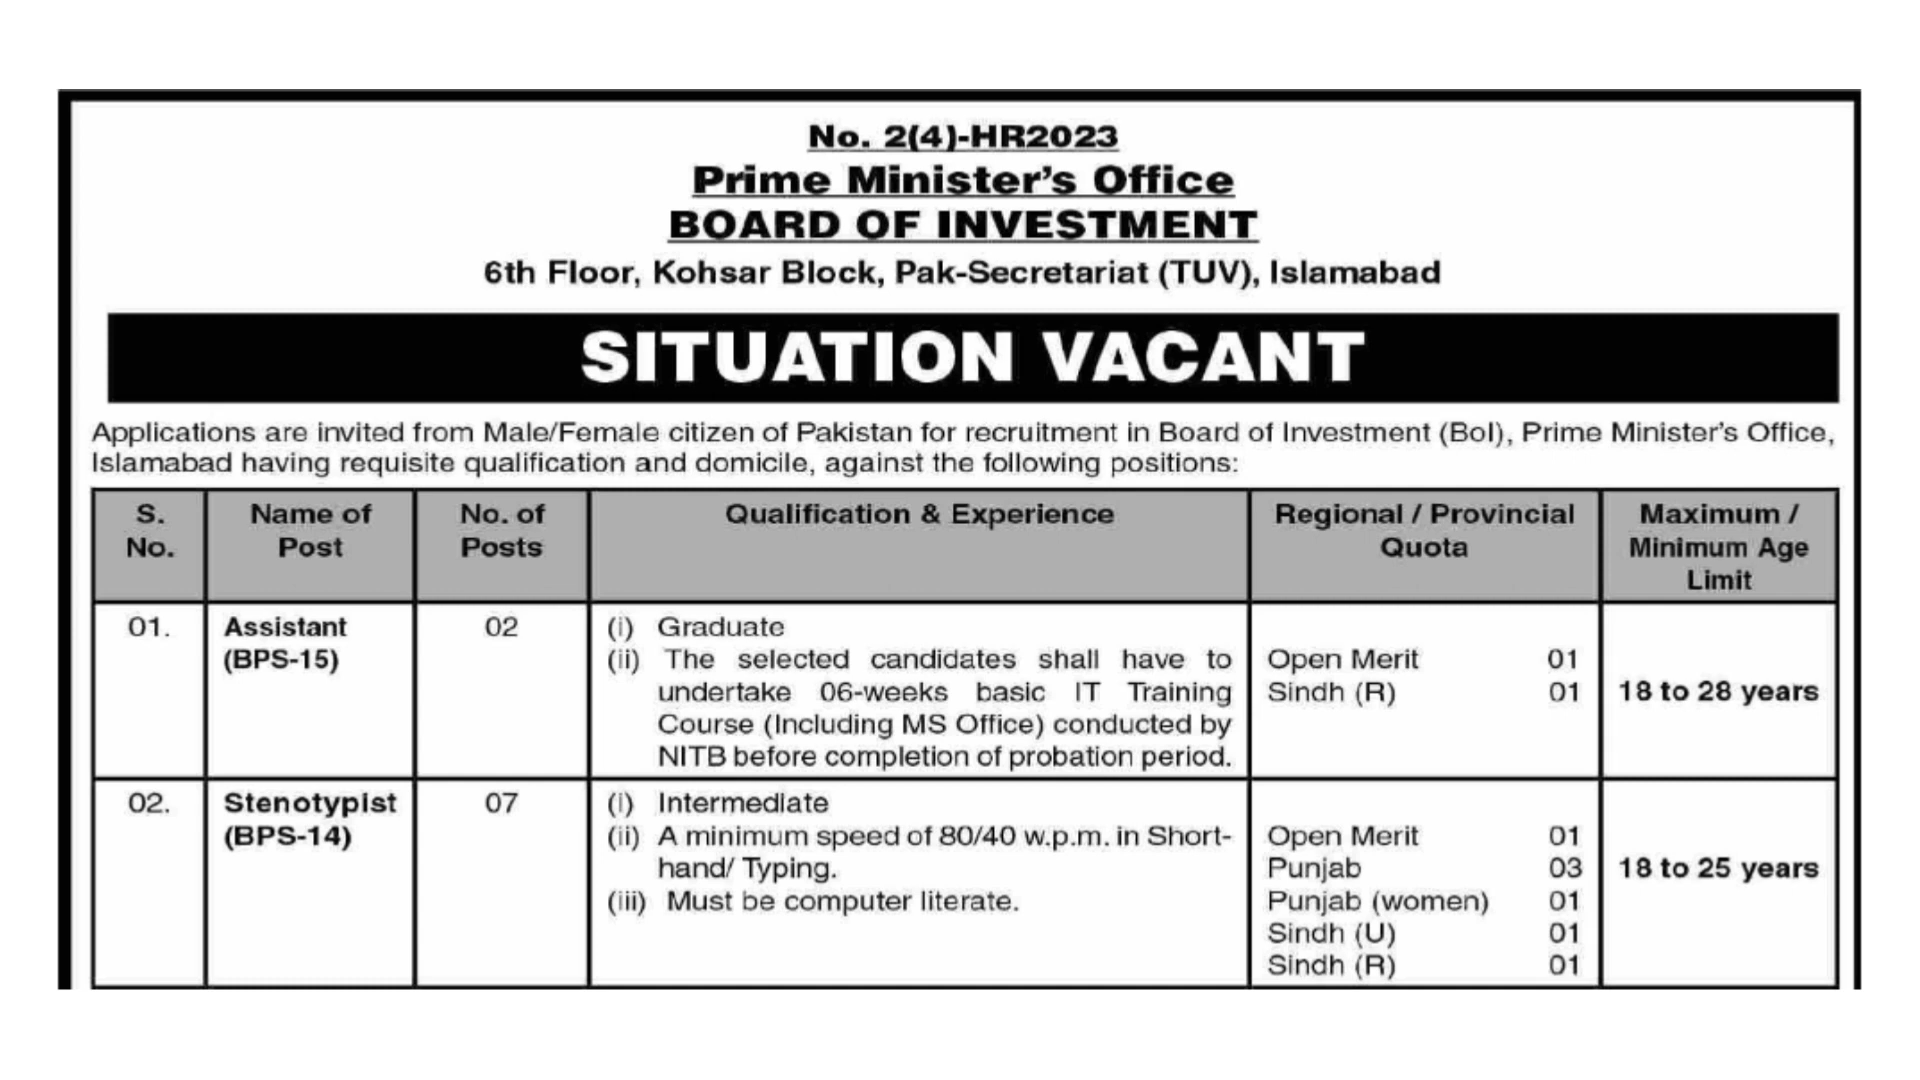 No. 2(4)-HR2023
Prime Minister's Office
BOARD OF INVESTMENT
6th Floor, Kohsar Block, Pak-Secretariat (TUV), Islamabad
SITUATION VACANT
Applications are invited from Male/Female citizen of Pakistan for recruitment in Board of Investment (BoI), Prime Minister's Office,
Islamabad having requisite qualification and domicile, against the following positions:
S. No.
Name of Post
No. of Posts
Qualification & Experience
Regional / Provincial Quota
Maximum / Minimum Age Limit
01.
Assistant
(BPS-15)
02
(i) Graduate
(ii) The selected candidates shall have to
undertake 06-weeks basic IT Training
Course (Including MS Office) conducted by
NITB before completion of probation period.
Open Merit 01
Sindh (R) 01
18 to 28 years
02.
Stenotypist
(BPS-14)
07
(i) Intermediate
(ii) A minimum speed of 80/40 w.p.m. in Short-
hand/ Typing.
(iii) Must be computer literate.
Open Merit 01
Punjab 03
Punjab (women) 01
Sindh (U) 01
Sindh (R) 01
18 to 25 years